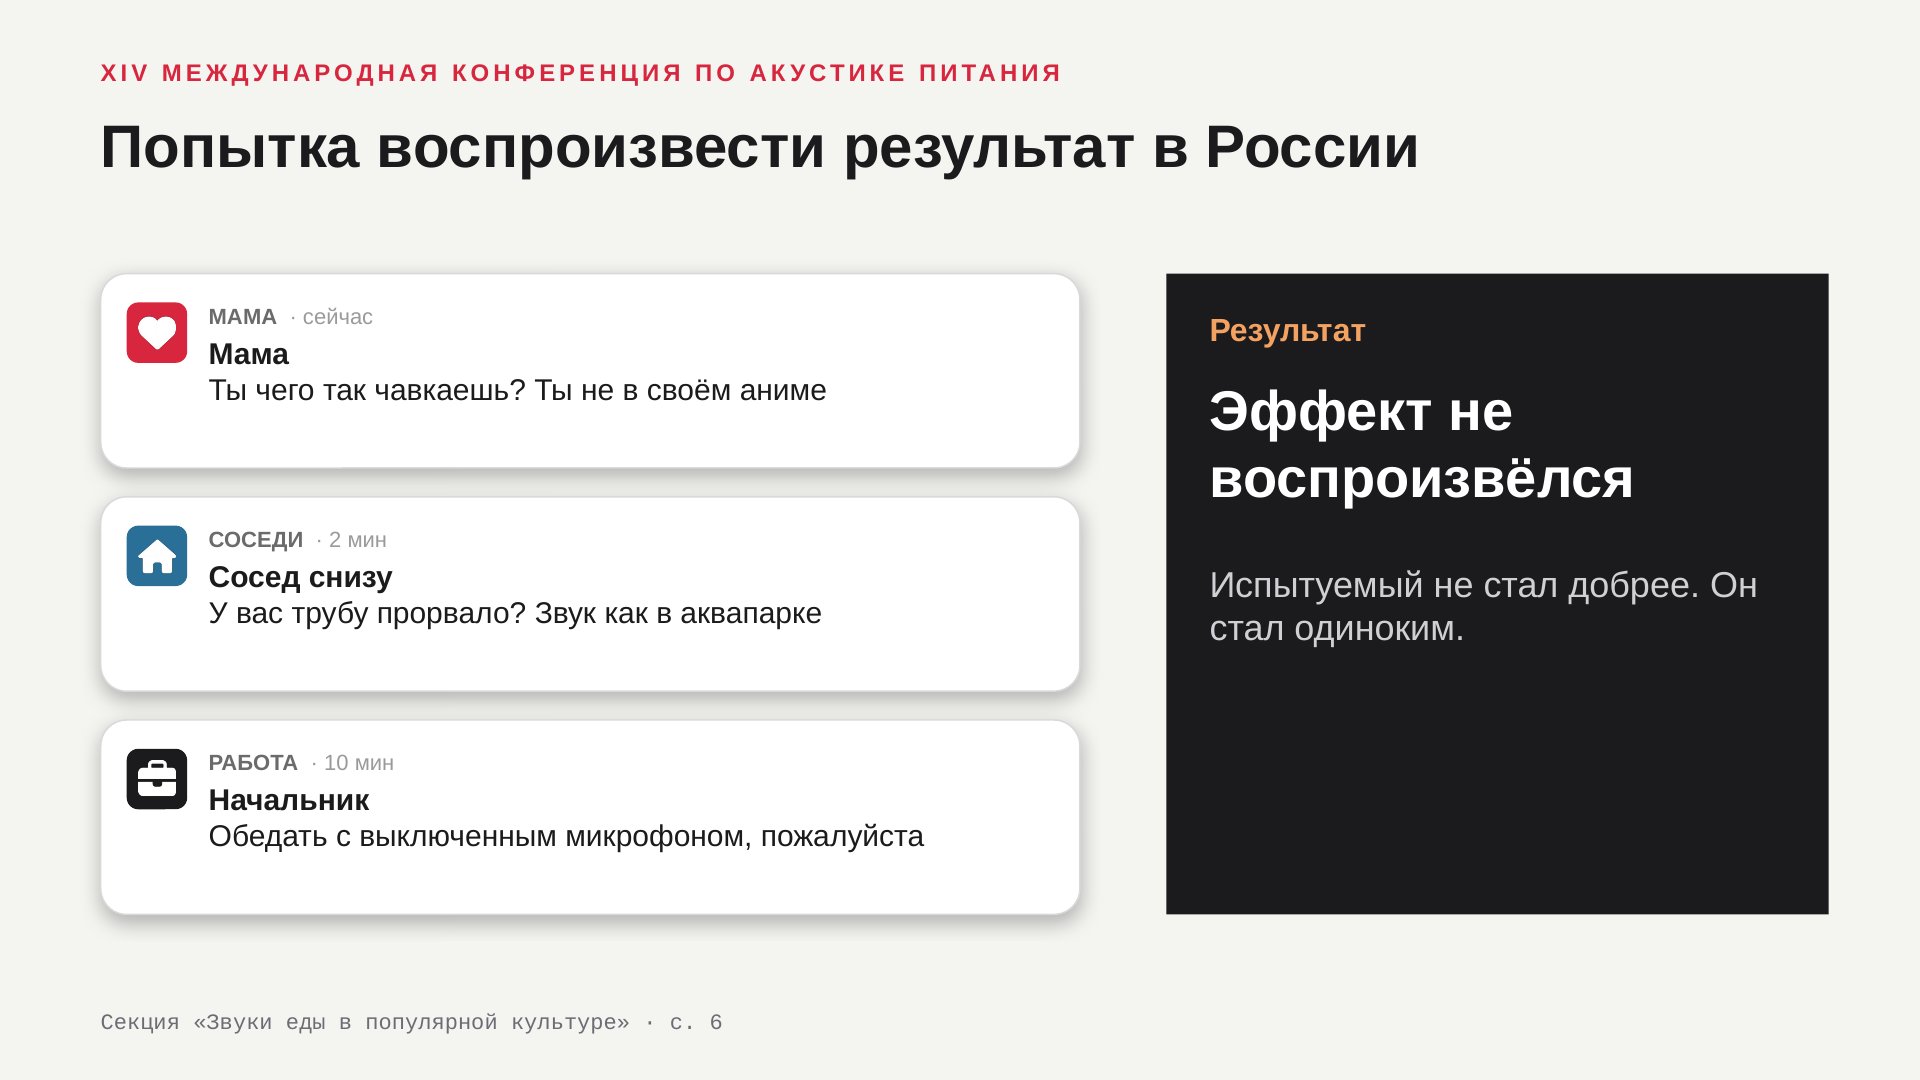 XIV МЕЖДУНАРОДНАЯ КОНФЕРЕНЦИЯ ПО АКУСТИКЕ ПИТАНИЯ
Попытка воспроизвести результат в России
МАМА · сейчас
Мама
Ты чего так чавкаешь? Ты не в своём аниме
СОСЕДИ · 2 мин
Сосед снизу
У вас трубу прорвало? Звук как в аквапарке
РАБОТА · 10 мин
Начальник
Обедать с выключенным микрофоном, пожалуйста
Результат
Эффект не
воспроизвёлся
Испытуемый не стал добрее. Он
стал одиноким.
Секция «Звуки еды в популярной культуре» · с. 6